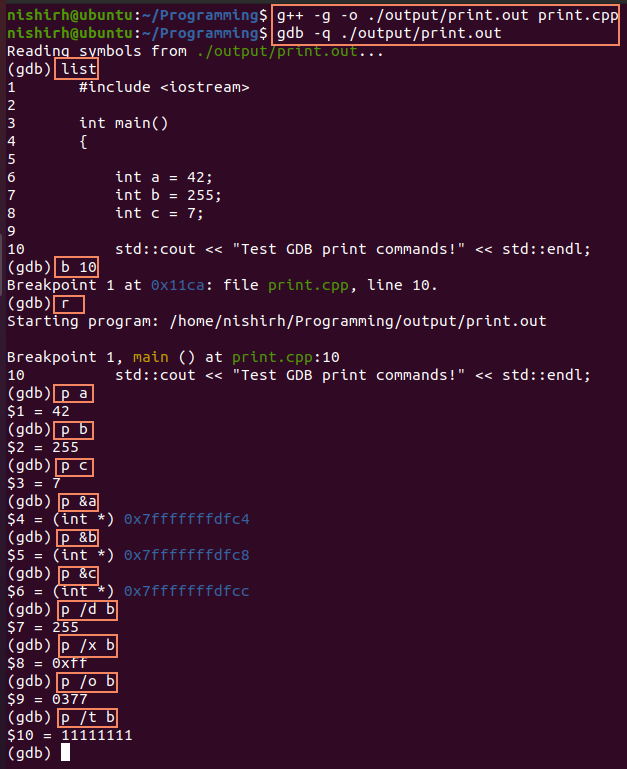 nishirh@ubuntu:~/Programming$ g++ -g -o ./output/print.out print.cpp
nishirh@ubuntu:~/Programming$ gdb -q ./output/print.out
Reading symbols from ./output/print.out...
(gdb) list
1       #include <iostream>
2
3       int main()
4       {
5
6           int a = 42;
7           int b = 255;
8           int c = 7;
9
10          std::cout << "Test GDB print commands!" << std::endl;
(gdb) b 10
Breakpoint 1 at 0x11ca: file print.cpp, line 10.
(gdb) r
Starting program: /home/nishirh/Programming/output/print.out

Breakpoint 1, main () at print.cpp:10
10          std::cout << "Test GDB print commands!" << std::endl;
(gdb) p a
$1 = 42
(gdb) p b
$2 = 255
(gdb) p c
$3 = 7
(gdb) p &a
$4 = (int *) 0x7fffffffdfc4
(gdb) p &b
$5 = (int *) 0x7fffffffdfc8
(gdb) p &c
$6 = (int *) 0x7fffffffdfcc
(gdb) p /d b
$7 = 255
(gdb) p /x b
$8 = 0xff
(gdb) p /o b
$9 = 0377
(gdb) p /t b
$10 = 11111111
(gdb)